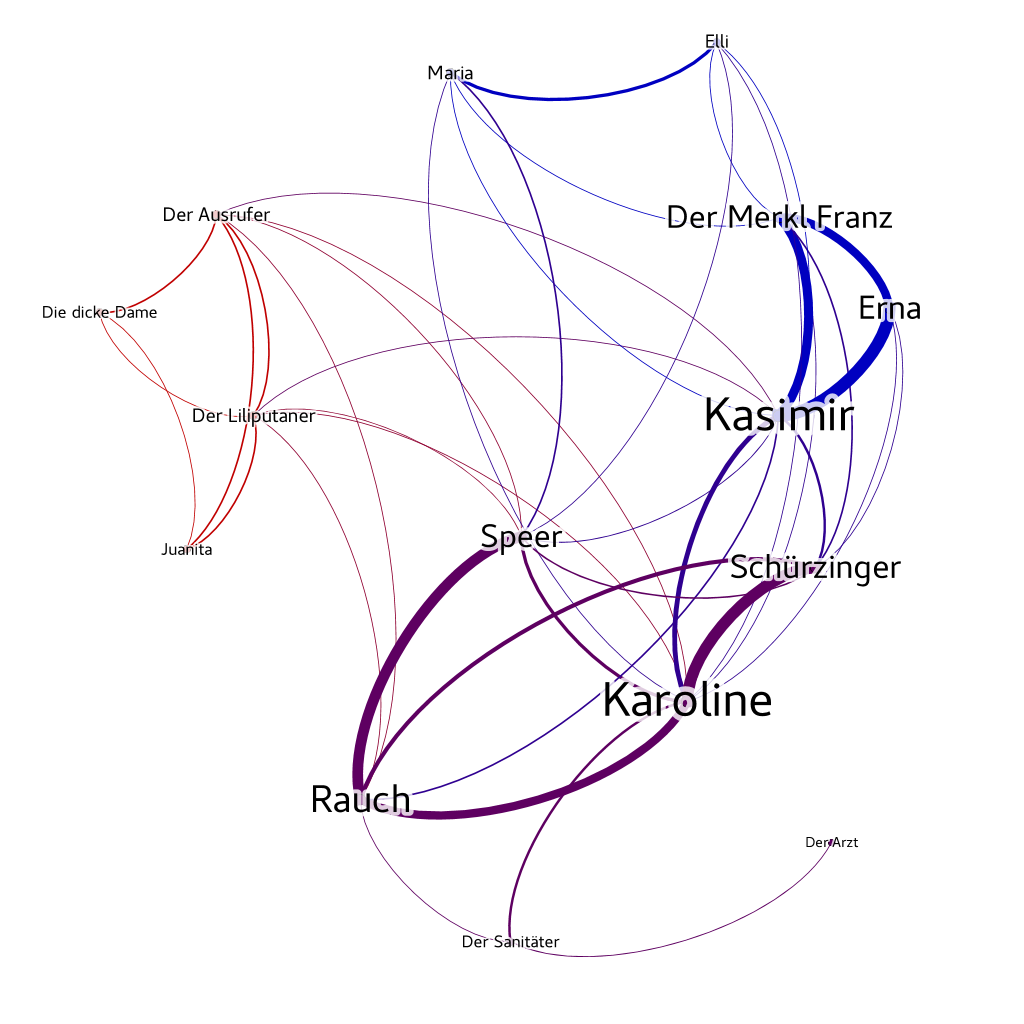 Elli
Maria
Der Ausrufer
Der Merkl Franz
Die dicke Dame
Erna
Der Liliputaner
Kasimir
Speer
Juanita
Schürzinger
Karoline
Rauch
Der Arzt
Der Sanitäter